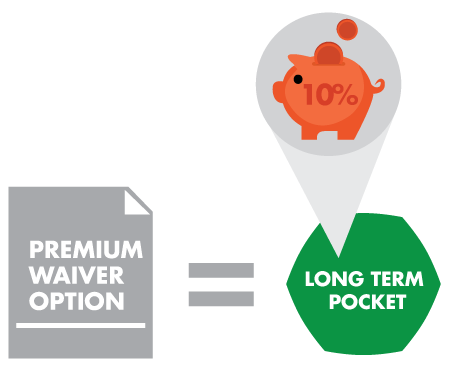 10%
PREMIUM
WAIVER
OPTION
=
LONG TERM
POCKET